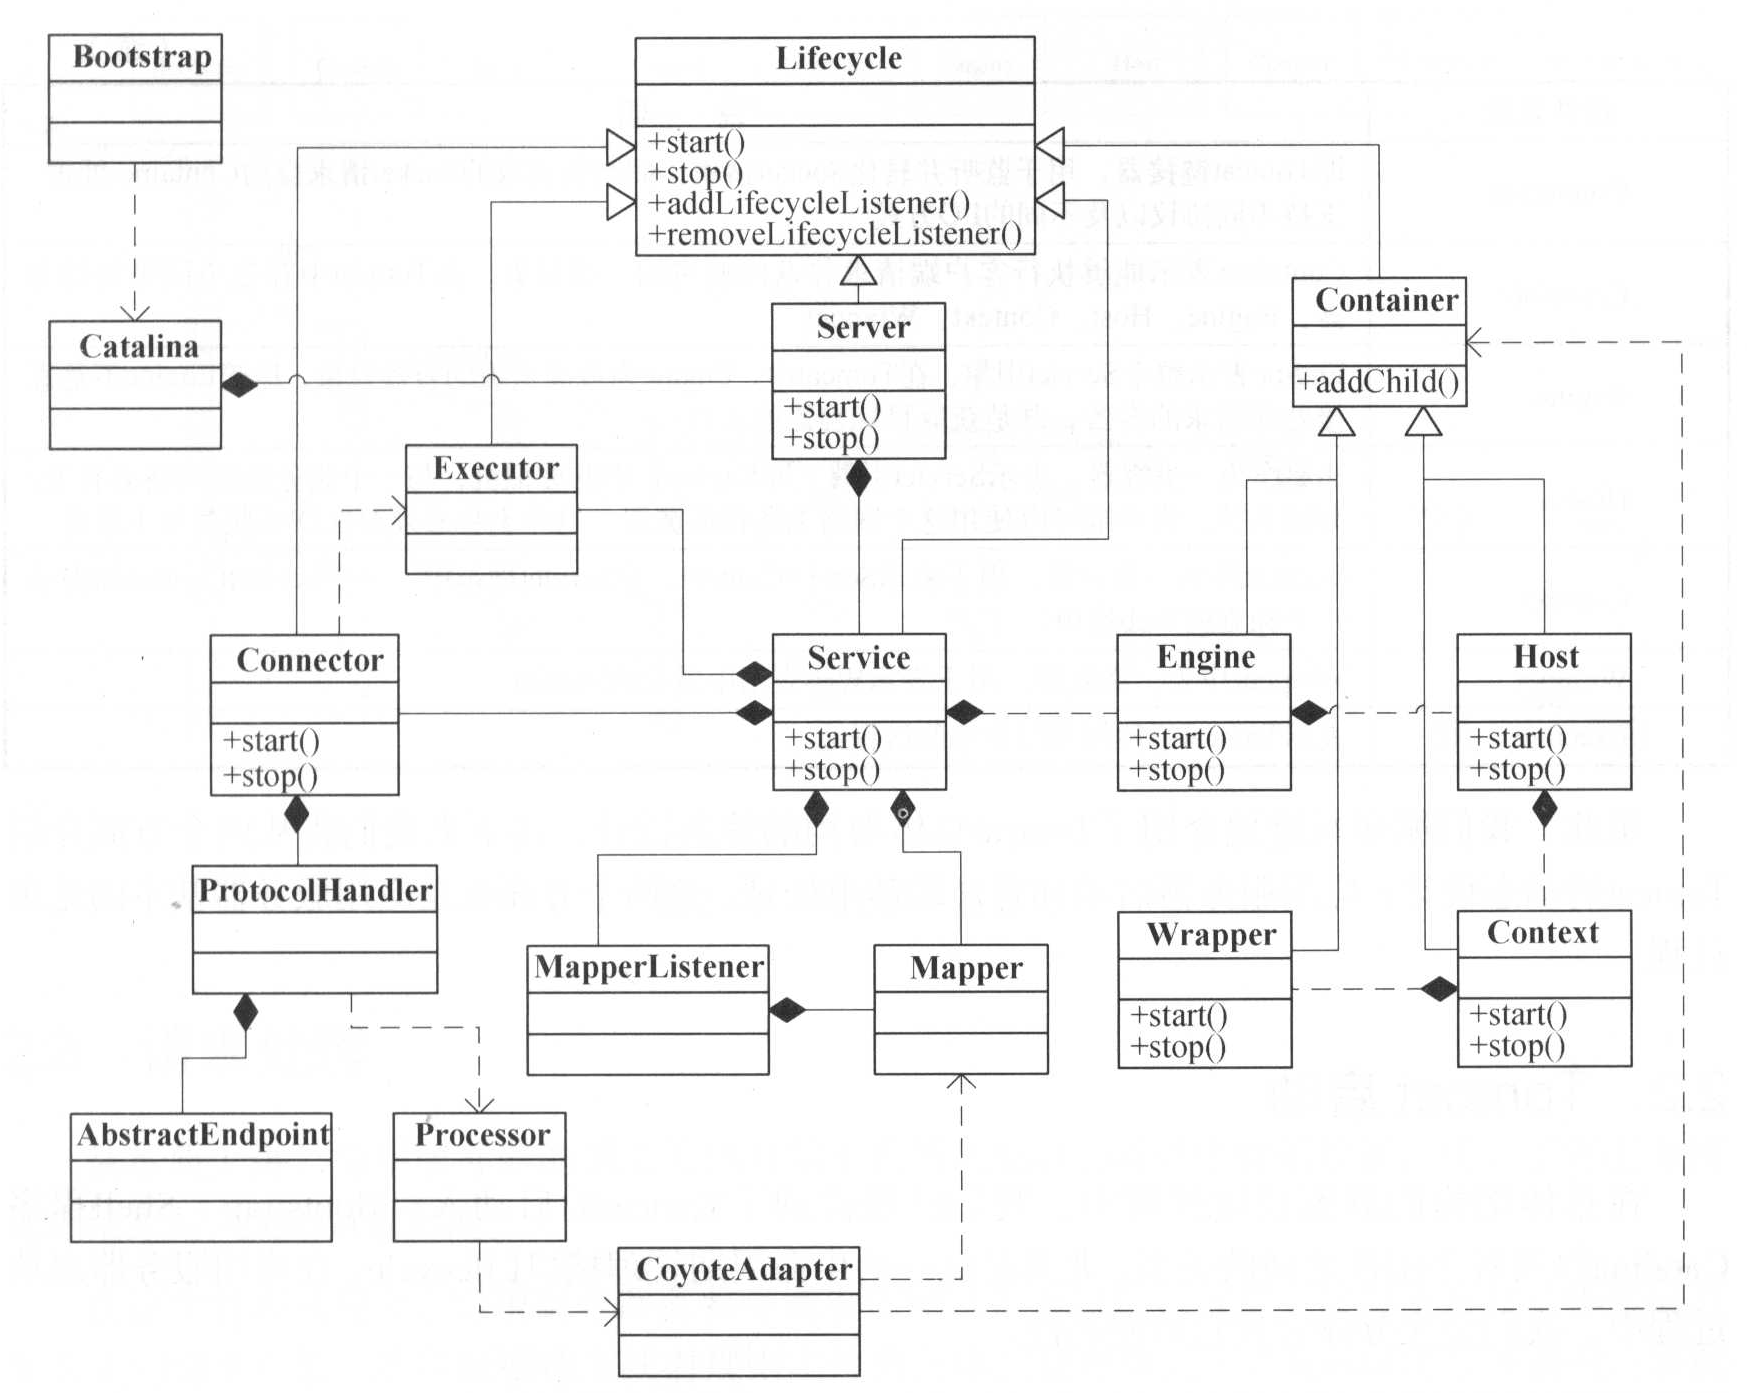 Bootstrap
Lifecycle
+start()
+stop()
+addLifecycleListener()
+removeLifecycleListener()
Container
+addChild()
Catalina
Server
+start()
+stop()
Executor
Connector
+start()
+stop()
Service
+start()
+stop()
Engine
+start()
+stop()
Host
+start()
+stop()
ProtocolHandler
MapperListener
Mapper
Wrapper
+start()
+stop()
Context
+start()
+stop()
AbstractEndpoint
Processor
CoyoteAdapter